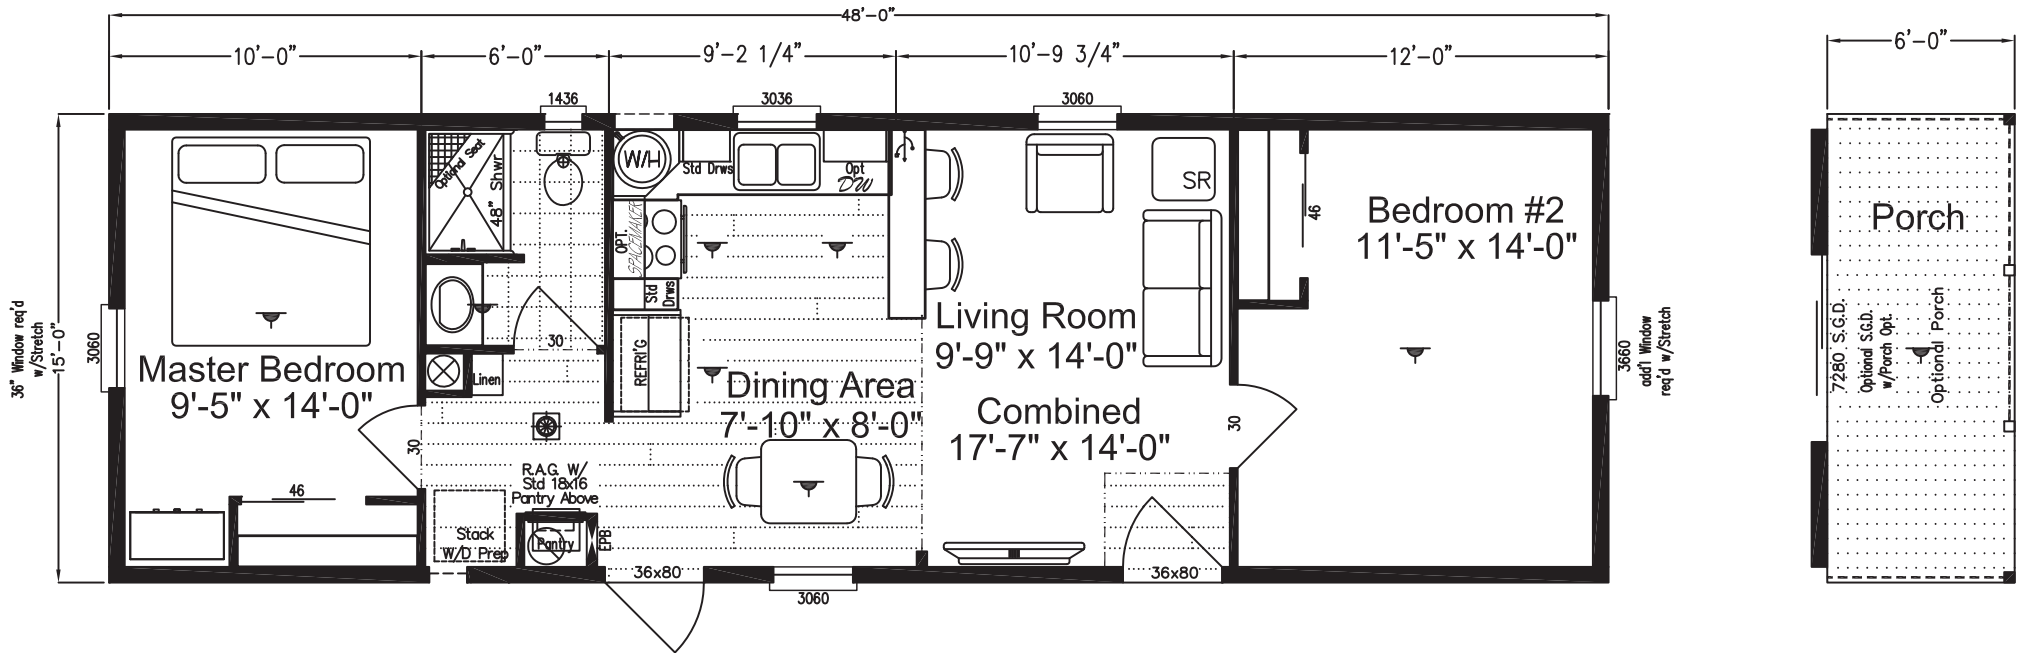 48'-0"
10'-0"
6'-0"
9'-2 1/4"
10'-9 3/4"
12'-0"
6'-0"
1436
3036
3060
Optional Seat
48" Shwr
W/H
Std Drws
Opt
DW
SR
46
Bedroom #2
11'-5" x 14'-0"
Porch
OPT.
SPACEMAKER
Std
Drws
36" Window req'd
w/Stretch
15'-0"
3060
30
REFRI'G
Living Room
9'-9" x 14'-0"
Master Bedroom
9'-5" x 14'-0"
Linen
Dining Area
7'-10" x 8'-0"
Combined
17'-7" x 14'-0"
30
30
3660
add'l Window
req'd w/Stretch
7280 S.G.D.
Optional S.G.D.
w/Porch Opt.
Optional Porch
46
R.A.G. W/
Std 18x16
Pantry Above
Stack
W/D Prep
Pantry
EPB
36x80
3060
36x80